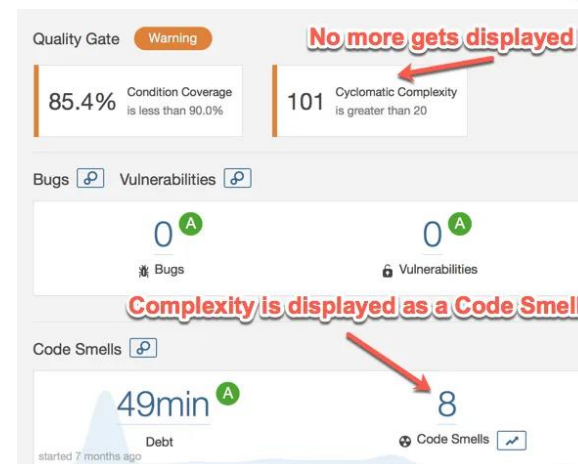 Quality Gate Warning
No more gets displayed
85.4% Condition Coverage
is less than 90.0%
101 Cyclomatic Complexity
is greater than 20
Bugs Vulnerabilities
0 A
Bugs
0 A
Vulnerabilities
Complexity is displayed as a Code Smell
Code Smells
49min A
Debt
started 7 months ago
8
Code Smells